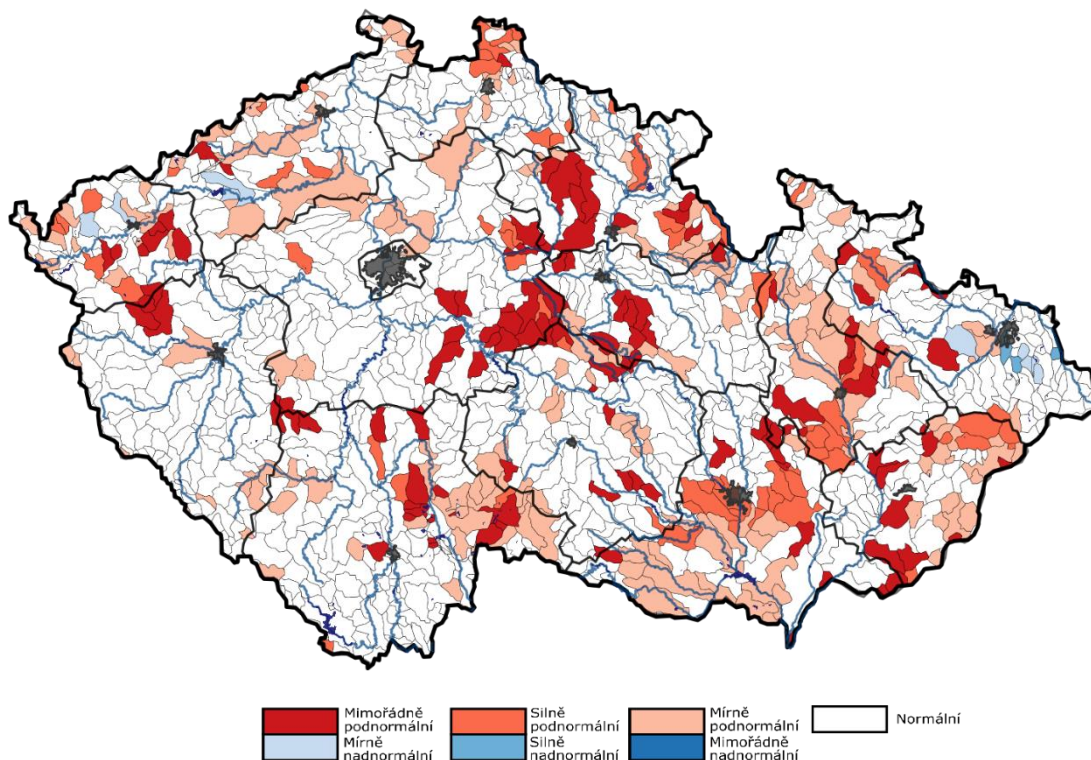 Mimořádně
podnormální
Silně
podnormální
Mírně
podnormální
Normální
Mírně
nadnormální
Silně
nadnormální
Mimořádně
nadnormální